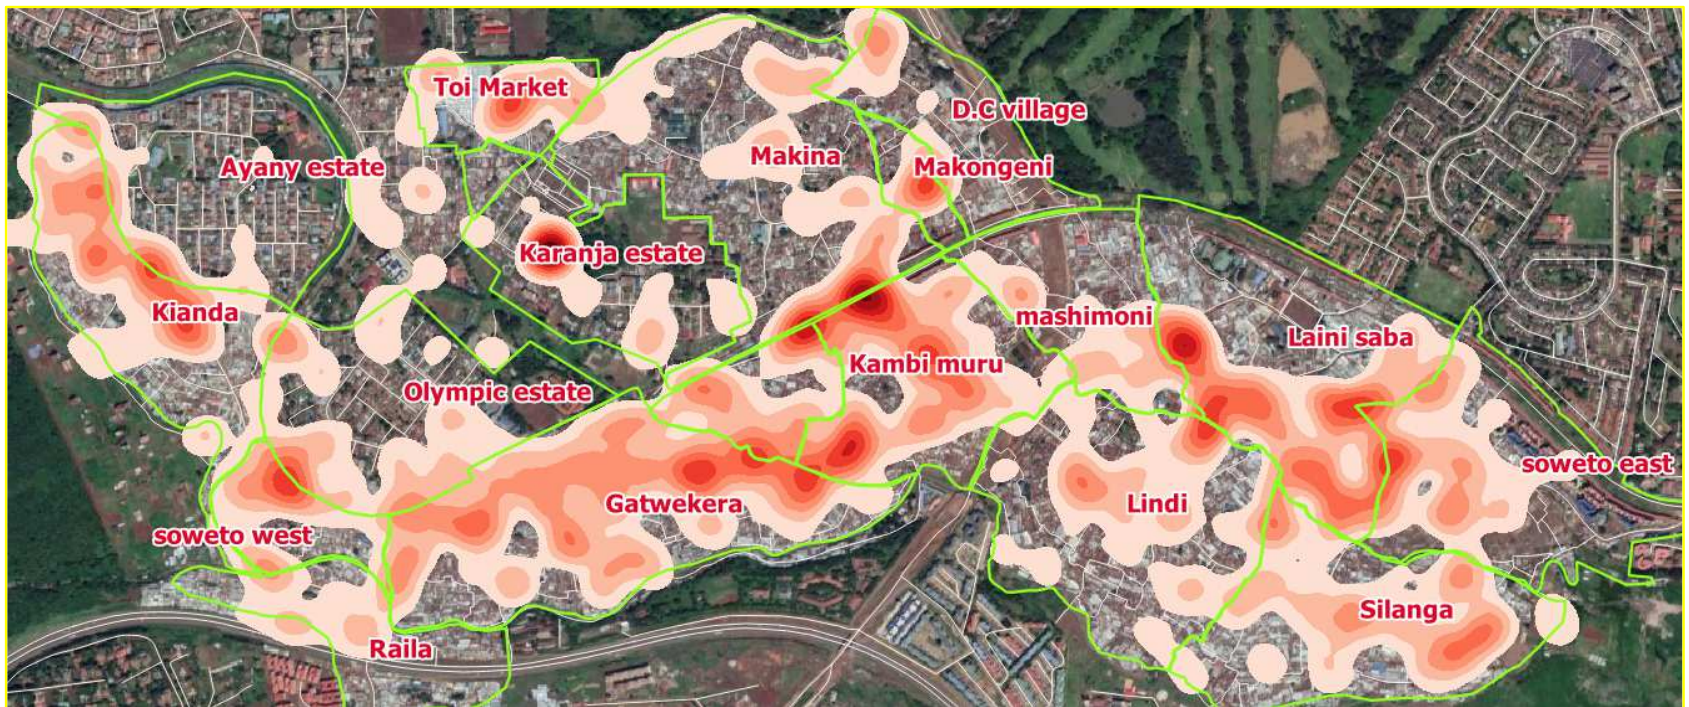 Toi Market
D.C village
Ayany estate
Makina
Makongeni
Karanja estate
Kianda
mashimoni
Laini saba
Kambi muru
Olympic estate
soweto east
Gatwekera
Lindi
soweto west
Silanga
Raila